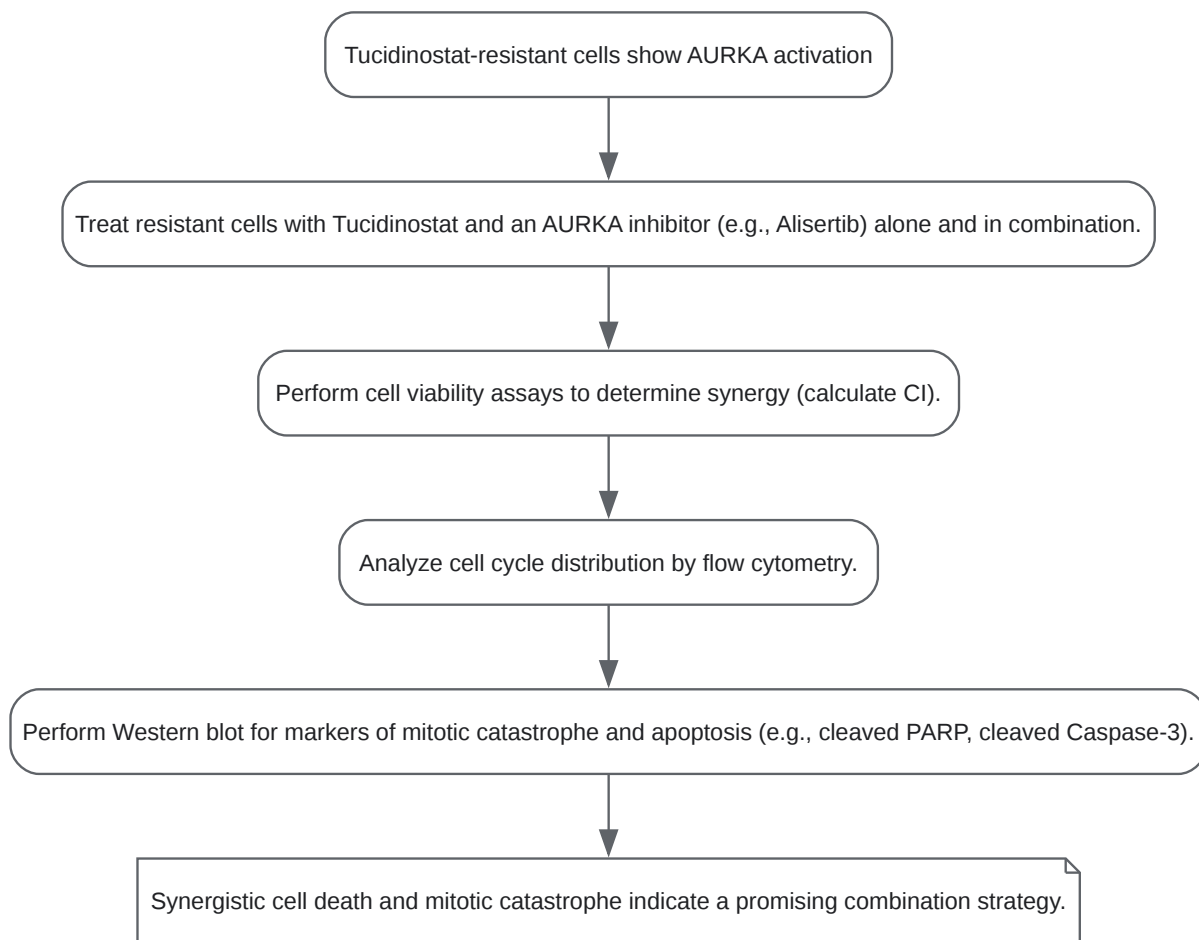 Tucidinostat-resistant cells show AURKA activation
Treat resistant cells with Tucidinostat and an AURKA inhibitor (e.g., Alisertib) alone and in combination.
Perform cell viability assays to determine synergy (calculate CI).
Analyze cell cycle distribution by flow cytometry.
Perform Western blot for markers of mitotic catastrophe and apoptosis (e.g., cleaved PARP, cleaved Caspase-3).
Synergistic cell death and mitotic catastrophe indicate a promising combination strategy.